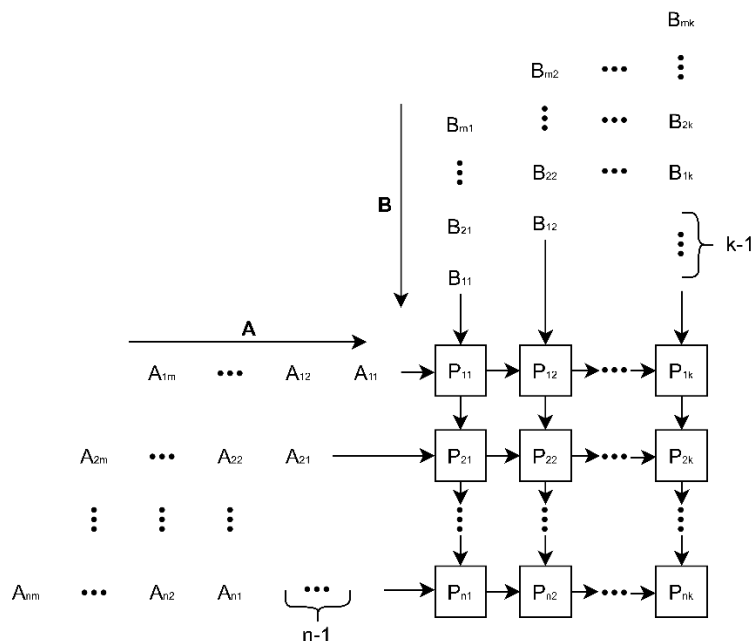 Bmk
Bm2 ••• ⋮
Bm1 ⋮ ••• B2k
⋮ B22 ••• B1k
B
B21 B12 ⋮ k-1
B11
A
A1m ••• A12 A11 P11 P12 ••• P1k
A2m ••• A22 A21 P21 P22 ••• P2k
⋮ ⋮ ⋮ ⋮ ⋮ ⋮
Anm ••• An2 An1 ••• Pn1 Pn2 ••• Pnk
n-1